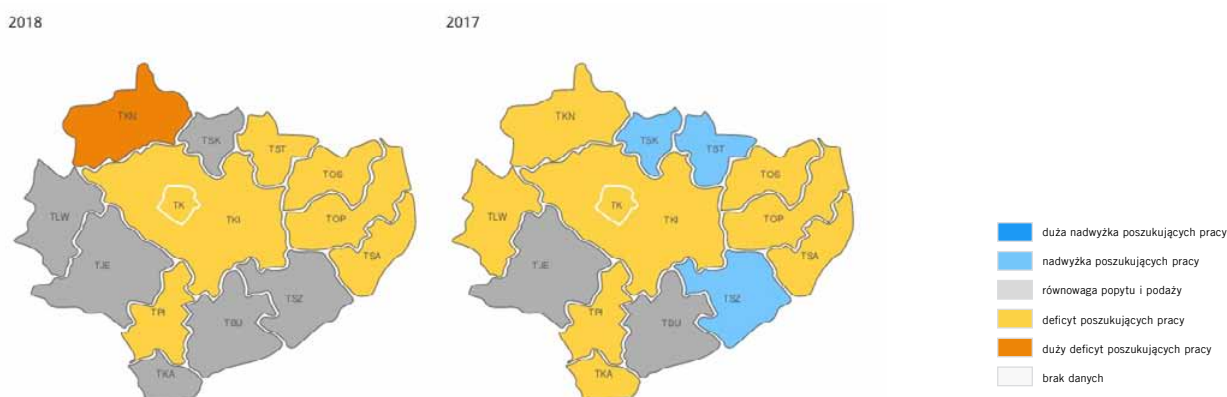 2018
2017
TKN
TSK
TST
TOS
TK
TKI
TOP
TLW
TSA
TJE
TSZ
TPI
TBU
TKA
TKN
TSK
TST
TOS
TLW
TK
TKI
TOP
TSA
TJE
TSZ
TPI
TBU
TKA
duża nadwyżka poszukujących pracy
nadwyżka poszukujących pracy
równowaga popytu i podaży
deficyt poszukujących pracy
duży deficyt poszukujących pracy
brak danych